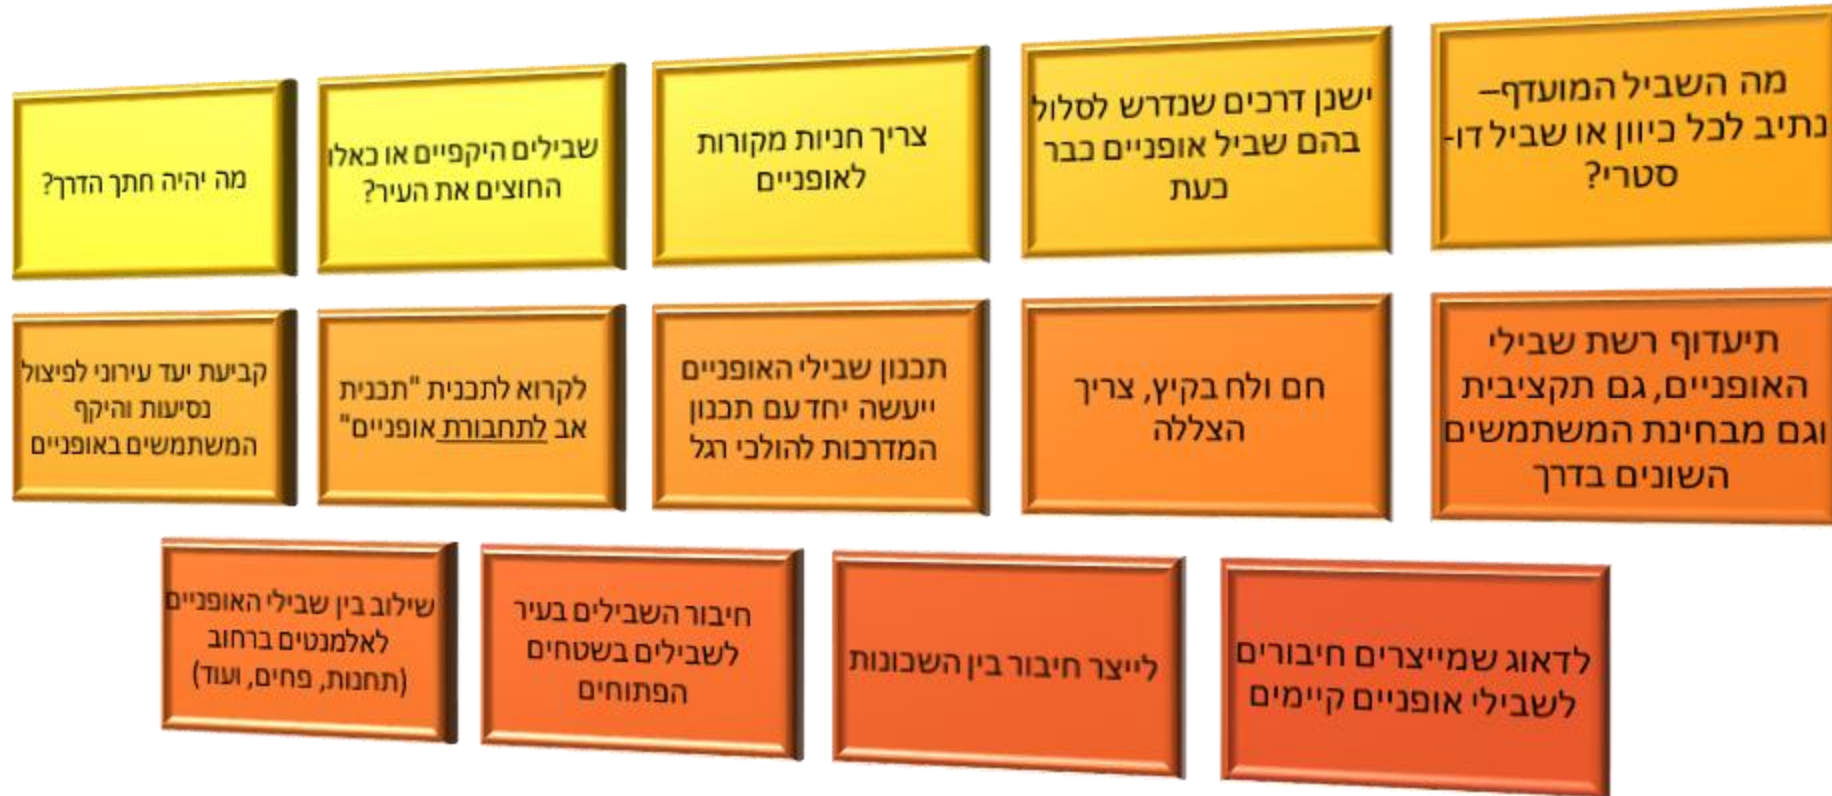 מה השביל המועדף–
נתיב לכל כיוון או שביל דו-
סטרי?
ישנן דרכים שנדרש לסלול
בהם שביל אופניים כבר
כעת
צריך חניות מקורות
לאופניים
שבילים היקפיים או כאלו
החוצים את העיר?
מה יהיה חתך הדרך?
תיעדוף רשת שבילי
האופניים, גם תקציבית
וגם מבחינת המשתמשים
השונים בדרך
חם ולח בקיץ, צריך
הצללה
תכנון שבילי האופניים
ייעשה יחד עם תכנון
המדרכות להולכי רגל
לקרוא לתכנית "תכנית
אב לתחבורת אופניים"
קביעת יעד עירוני לפיצול
נסיעות והיקף
המשתמשים באופניים
לדאוג שמייצרים חיבורים
לשבילי אופניים קיימים
לייצר חיבור בין השכונות
חיבור השבילים בעיר
לשבילים בשטחים
הפתוחים
שילוב בין שבילי האופניים
לאלמנטים ברחוב
(תחנות, פחים, ועוד)